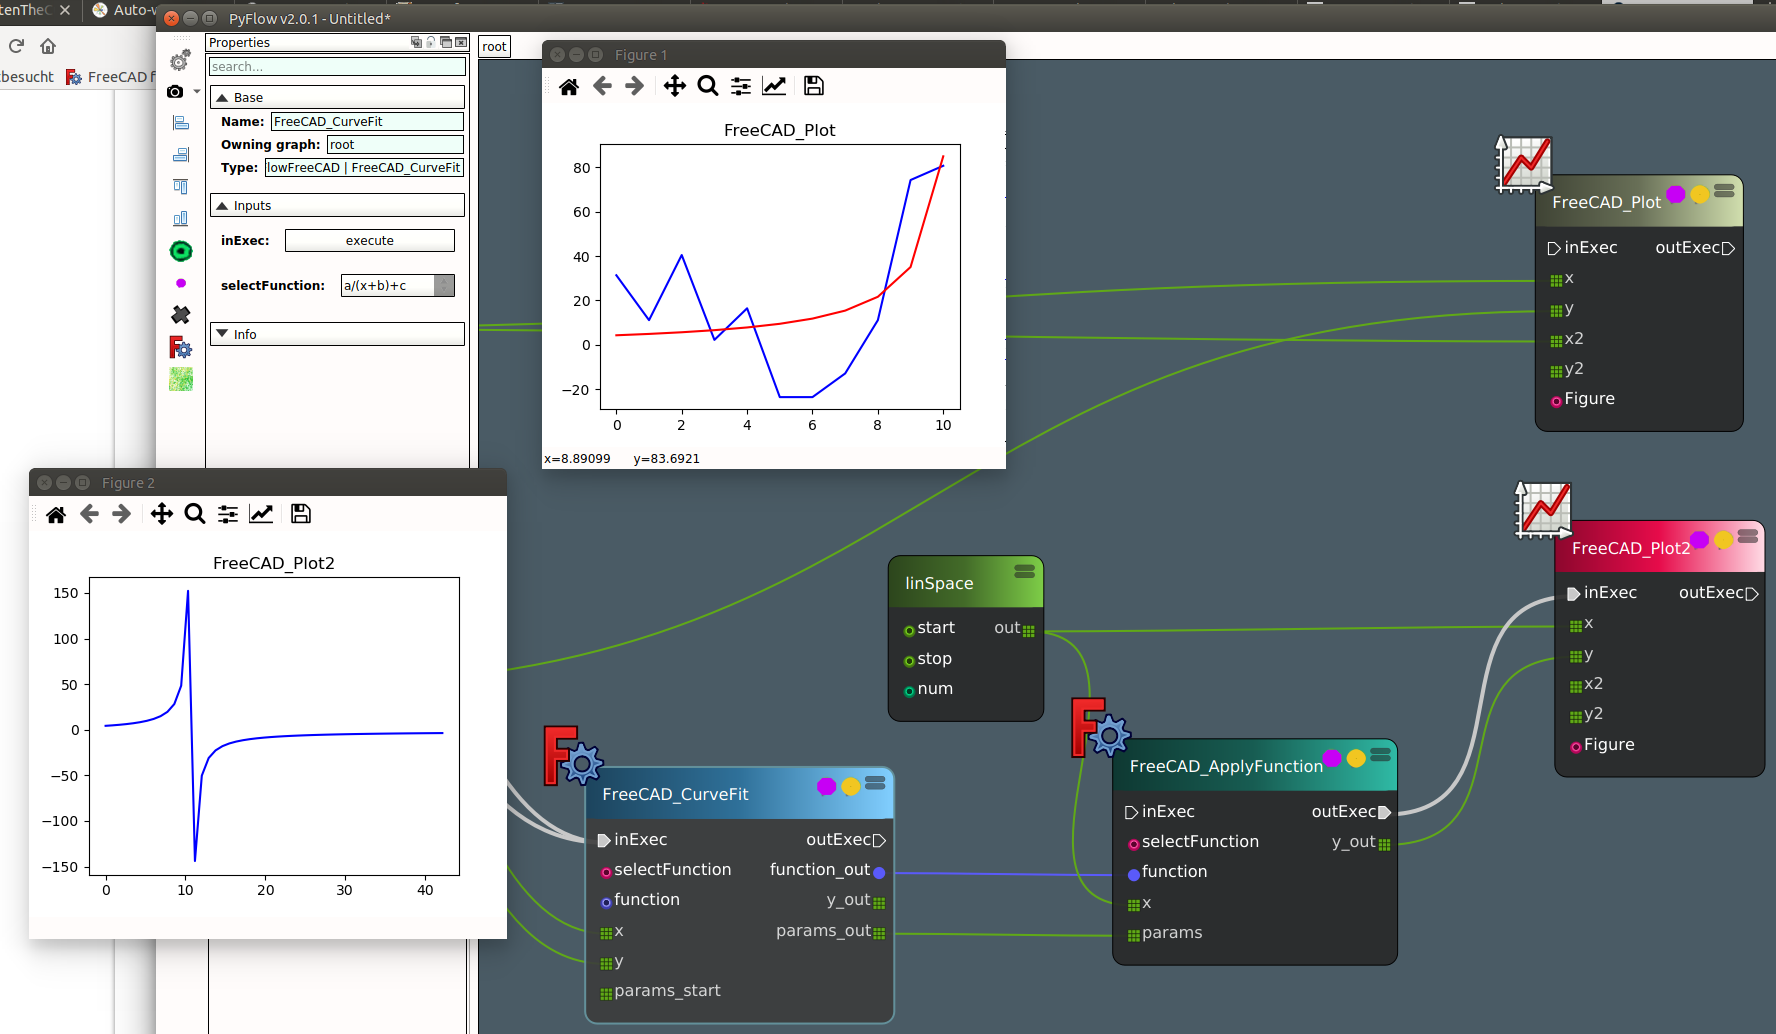 tenTheC
Auto-w
PyFlow v2.0.1 - Untitled*
besucht
FreeCAD f
Properties
search...
Base
Name: FreeCAD_CurveFit
Owning graph: root
Type: lowFreeCAD | FreeCAD_CurveFit
Inputs
inExec: execute
selectFunction: a/(x+b)+c
Info
root
Figure 1
FreeCAD_Plot
80
60
40
20
0
−20
0 2 4 6 8 10
x=8.89099 y=83.6921
Figure 2
FreeCAD_Plot2
150
100
50
0
−50
−100
−150
0 10 20 30 40
FreeCAD_Plot
inExec outExec
x
y
x2
y2
Figure
linSpace
start out
stop
num
FreeCAD_Plot2
inExec outExec
x
y
x2
y2
Figure
FreeCAD_CurveFit
inExec outExec
selectFunction function_out
function y_out
x params_out
y
params_start
FreeCAD_ApplyFunction
inExec outExec
selectFunction y_out
function
x
params